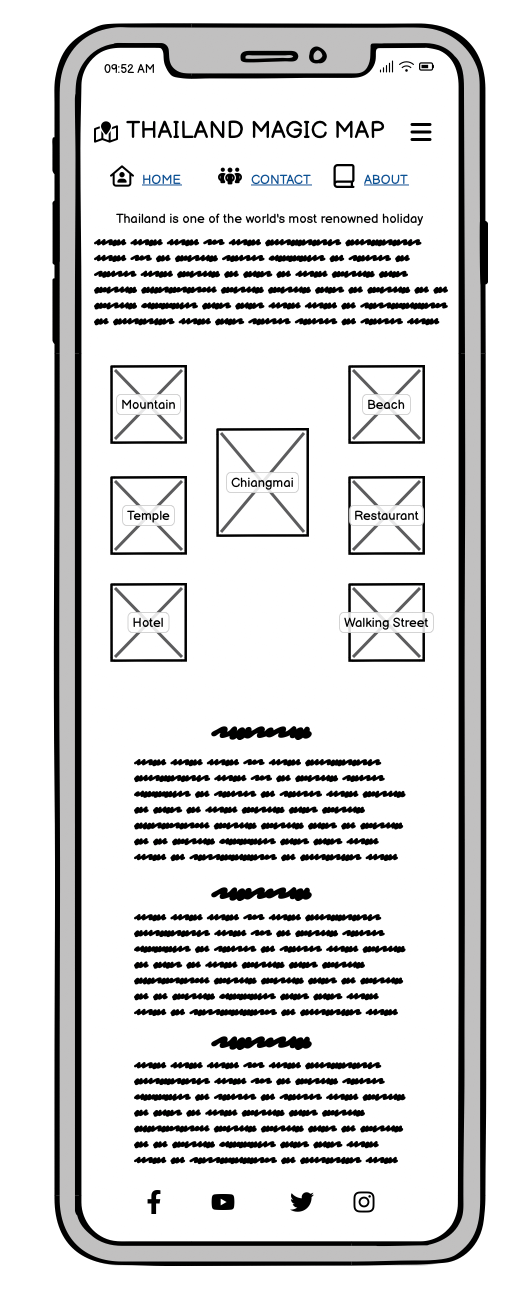 09:52 AM
THAILAND MAGIC MAP
HOME CONTACT ABOUT
Thailand is one of the world's most renowned holiday
Mountain
Beach
Chiangmai
Temple
Restaurant
Hotel
Walking Street